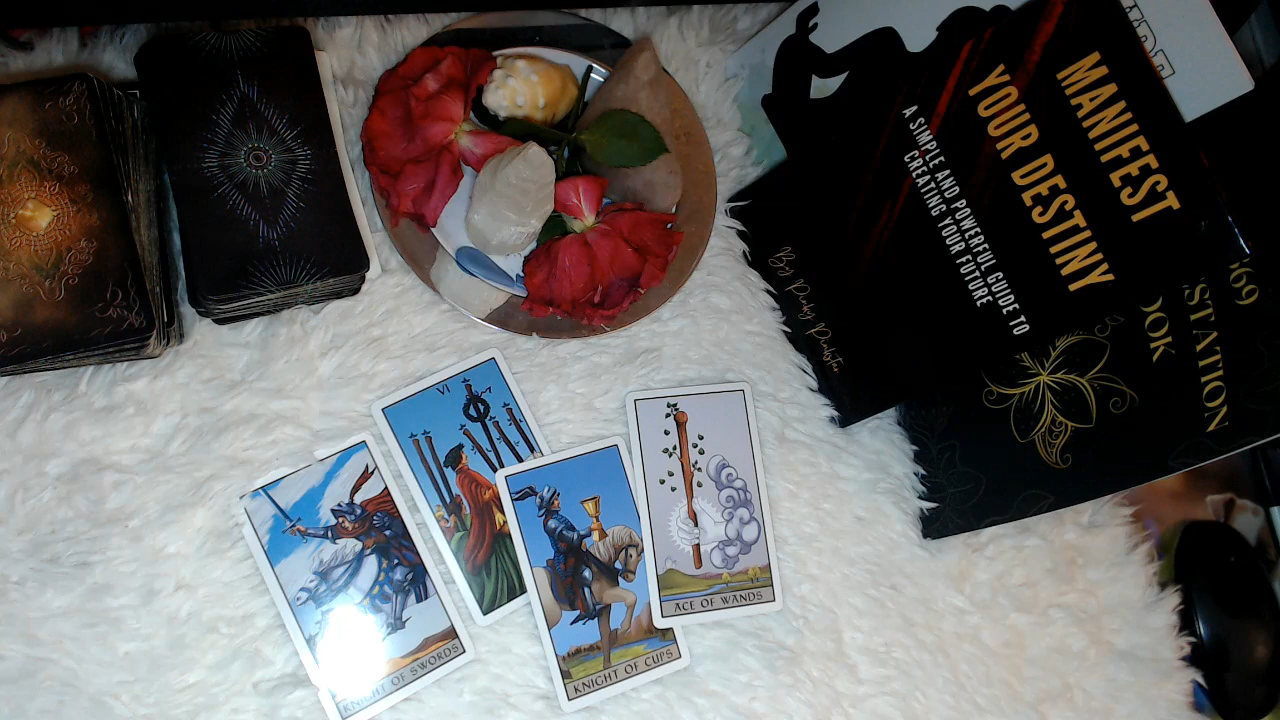 MANIFEST
YOUR DESTINY
A SIMPLE AND POWERFUL GUIDE TO
CREATING YOUR FUTURE
369
STATION
OOK
VI
KNIGHT OF SWORDS
KNIGHT OF CUPS
ACE OF WANDS